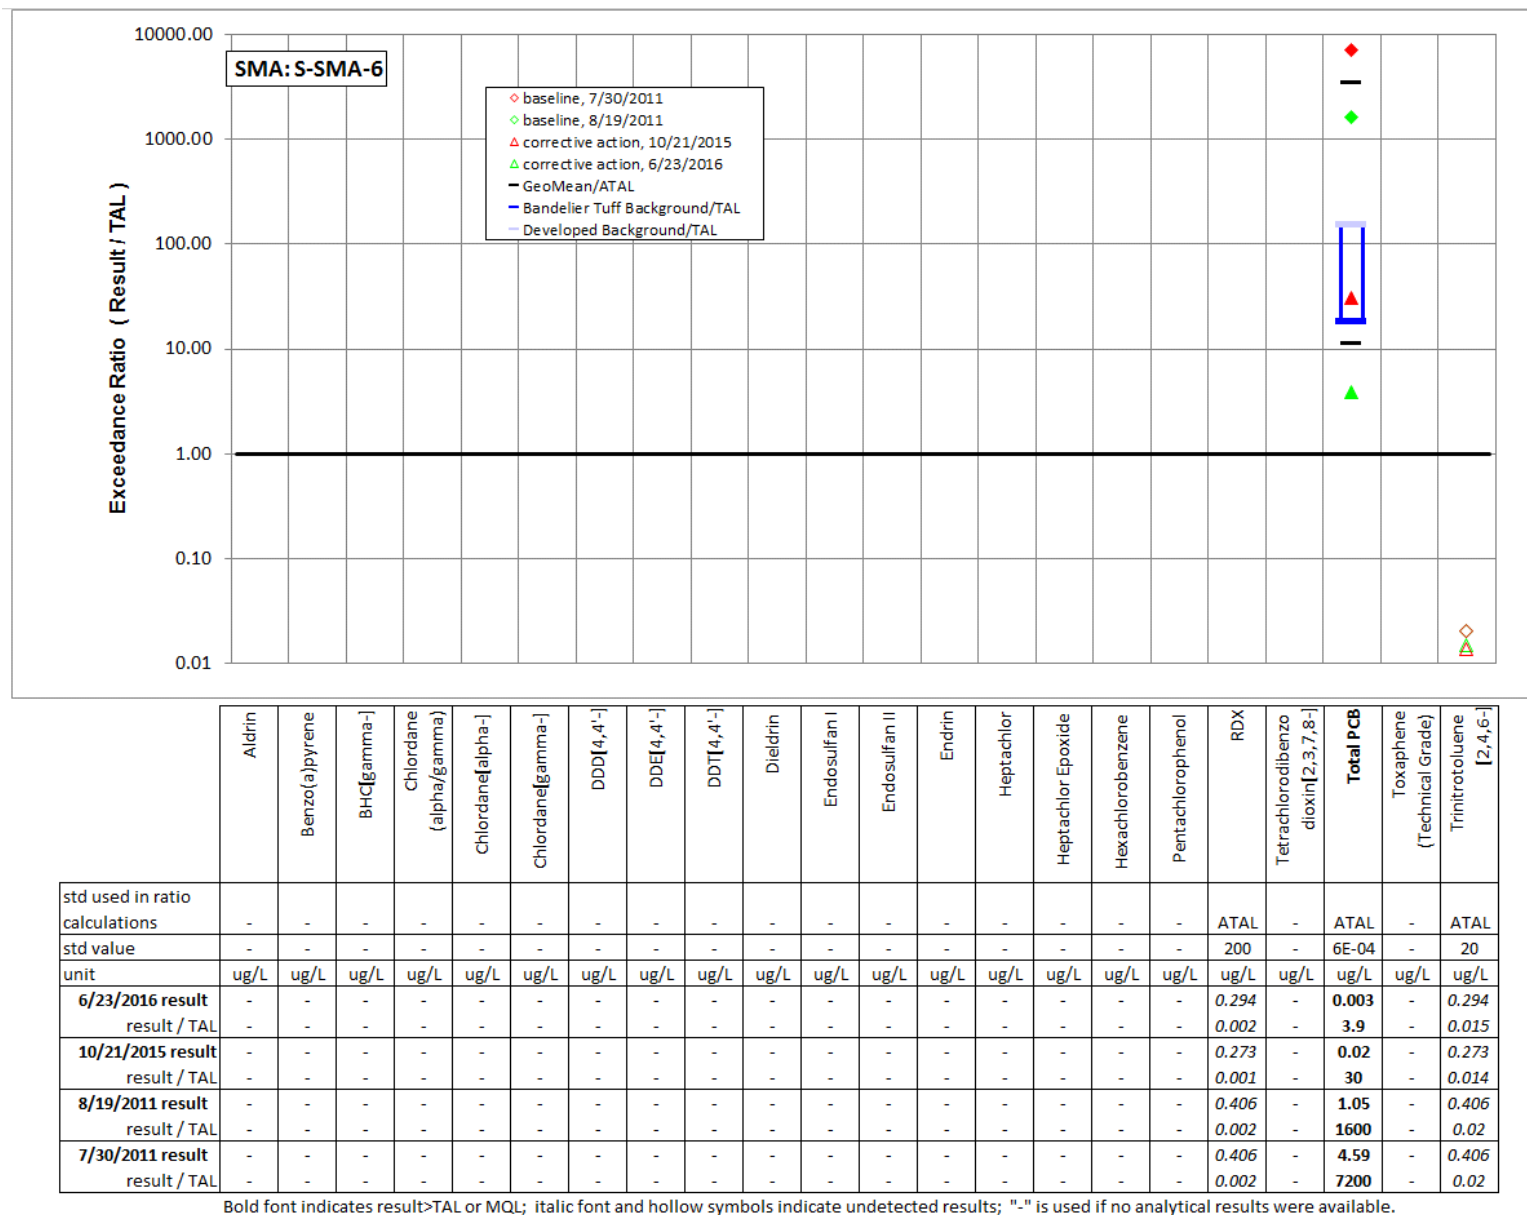 10000.00
SMA: S-SMA-6
baseline, 7/30/2011
baseline, 8/19/2011
corrective action, 10/21/2015
corrective action, 6/23/2016
GeoMean/ATAL
Bandelier Tuff Background/TAL
Developed Background/TAL
1000.00
100.00
10.00
1.00
0.10
0.01
Exceedance Ratio ( Result / TAL )
Aldrin
Benzo(a)pyrene
BHC[gamma-]
Chlordane
(alpha/gamma)
Chlordane[alpha-]
Chlordane[gamma-]
DDD[4,4'-]
DDE[4,4'-]
DDT[4,4'-]
Dieldrin
Endosulfan I
Endosulfan II
Endrin
Heptachlor
Heptachlor Epoxide
Hexachlorobenzene
Pentachlorophenol
RDX
Tetrachlorodibenzo
dioxin[2,3,7,8-]
Total PCB
Toxaphene
(Technical Grade)
Trinitrotoluene
[2,4,6-]
std used in ratio
calculations - - - - - - - - - - - - - - - - - ATAL - ATAL - ATAL
std value - - - - - - - - - - - - - - - - - 200 - 6E-04 - 20
unit ug/L ug/L ug/L ug/L ug/L ug/L ug/L ug/L ug/L ug/L ug/L ug/L ug/L ug/L ug/L ug/L ug/L ug/L ug/L ug/L ug/L ug/L
6/23/2016 result - - - - - - - - - - - - - - - - - 0.294 - 0.003 - 0.294
result / TAL - - - - - - - - - - - - - - - - - 0.002 - 3.9 - 0.015
10/21/2015 result - - - - - - - - - - - - - - - - - 0.273 - 0.02 - 0.273
result / TAL - - - - - - - - - - - - - - - - - 0.001 - 30 - 0.014
8/19/2011 result - - - - - - - - - - - - - - - - - 0.406 - 1.05 - 0.406
result / TAL - - - - - - - - - - - - - - - - - 0.002 - 1600 - 0.02
7/30/2011 result - - - - - - - - - - - - - - - - - 0.406 - 4.59 - 0.406
result / TAL - - - - - - - - - - - - - - - - - 0.002 - 7200 - 0.02
Bold font indicates result>TAL or MQL; italic font and hollow symbols indicate undetected results; "-" is used if no analytical results were available.